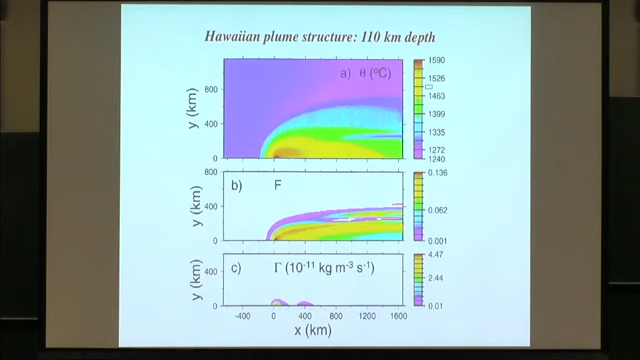 Hawaiian plume structure: 110 km depth
a) θ (°C)
y (km)
800
400
0
1590
1526
1463
1399
1335
1272
1240
b) F
y (km)
800
400
0
0.136
0.062
0.001
c) Γ (10⁻¹¹ kg m⁻³ s⁻¹)
y (km)
400
0
4.47
2.44
0.01
-400 0 400 800 1200 1600
x (km)